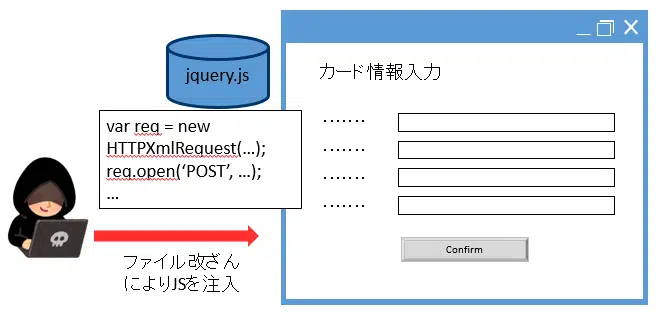 jquery.js
カード情報入力
var req = new
HTTPXmlRequest(...);
req.open(‘POST’, ...);
...
.......
.......
.......
.......
Confirm
ファイル改ざん
によりJSを注入